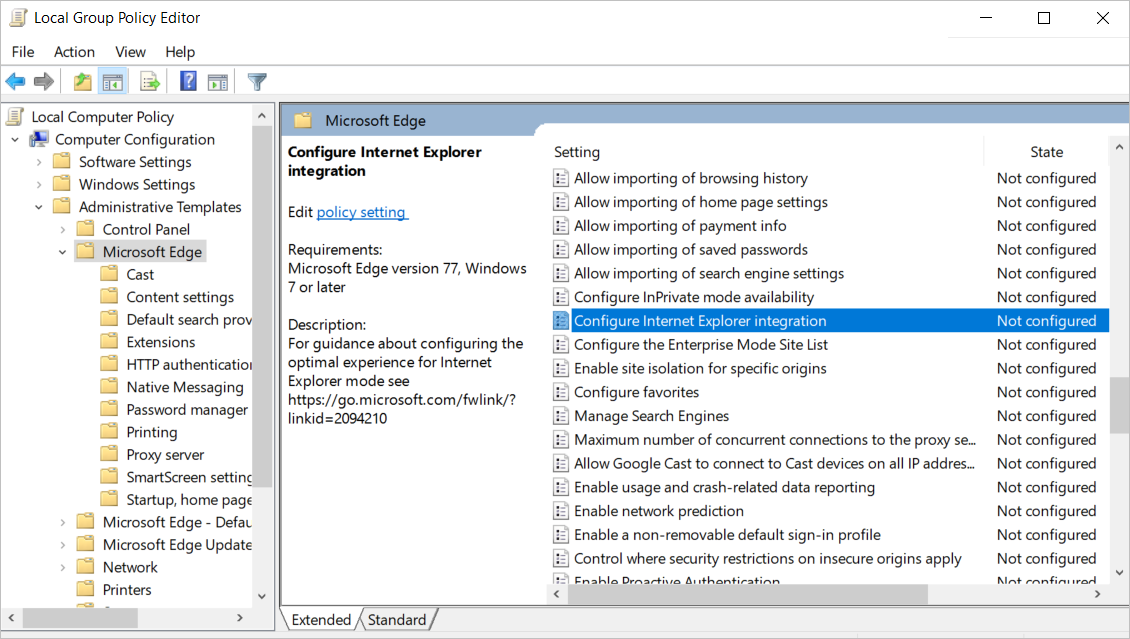 Local Group Policy Editor
File Action View Help
Local Computer Policy
Computer Configuration
Software Settings
Windows Settings
Administrative Templates
Control Panel
Microsoft Edge
Cast
Content settings
Default search prov
Extensions
HTTP authentication
Native Messaging
Password manager
Printing
Proxy server
SmartScreen setting
Startup, home page
Microsoft Edge - Defau
Microsoft Edge Update
Network
Printers
Microsoft Edge
Configure Internet Explorer
integration
Edit policy setting
Requirements:
Microsoft Edge version 77, Windows
7 or later
Description:
For guidance about configuring the
optimal experience for Internet
Explorer mode see
https://go.microsoft.com/fwlink/?
linkid=2094210
Setting State
Allow importing of browsing history Not configured
Allow importing of home page settings Not configured
Allow importing of payment info Not configured
Allow importing of saved passwords Not configured
Allow importing of search engine settings Not configured
Configure InPrivate mode availability Not configured
Configure Internet Explorer integration Not configured
Configure the Enterprise Mode Site List Not configured
Enable site isolation for specific origins Not configured
Configure favorites Not configured
Manage Search Engines Not configured
Maximum number of concurrent connections to the proxy se... Not configured
Allow Google Cast to connect to Cast devices on all IP addres... Not configured
Enable usage and crash-related data reporting Not configured
Enable network prediction Not configured
Enable a non-removable default sign-in profile Not configured
Control where security restrictions on insecure origins apply Not configured
Enable Proactive Authentication Not configured
Extended Standard